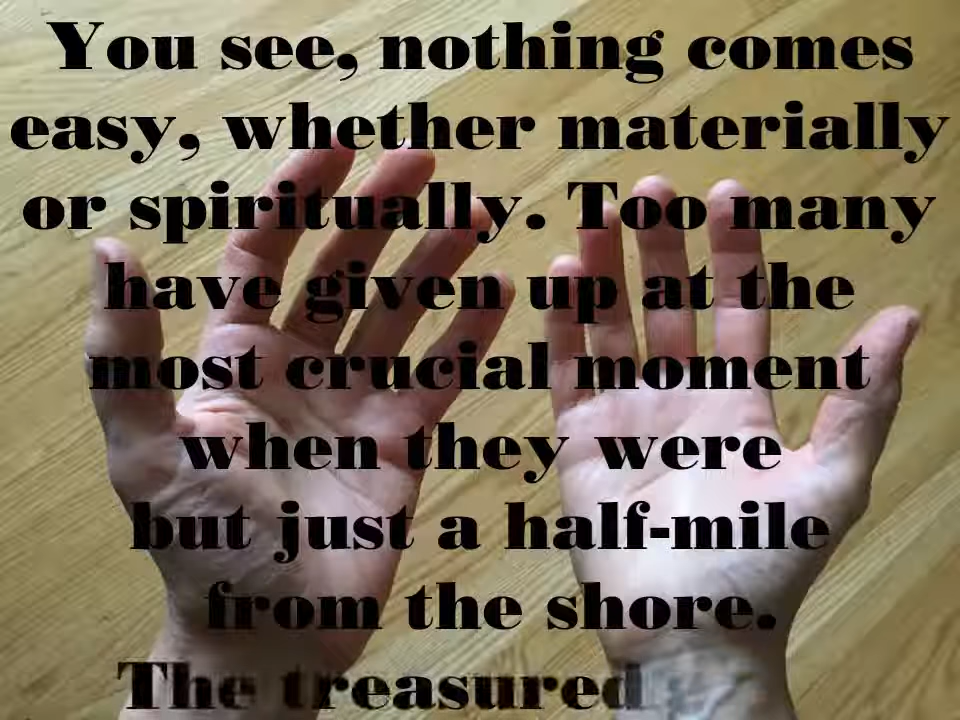 You see, nothing comes
easy, whether materially
or spiritually. Too many
have given up at the
most crucial moment
when they were
but just a half-mile
from the shore.
The treasured